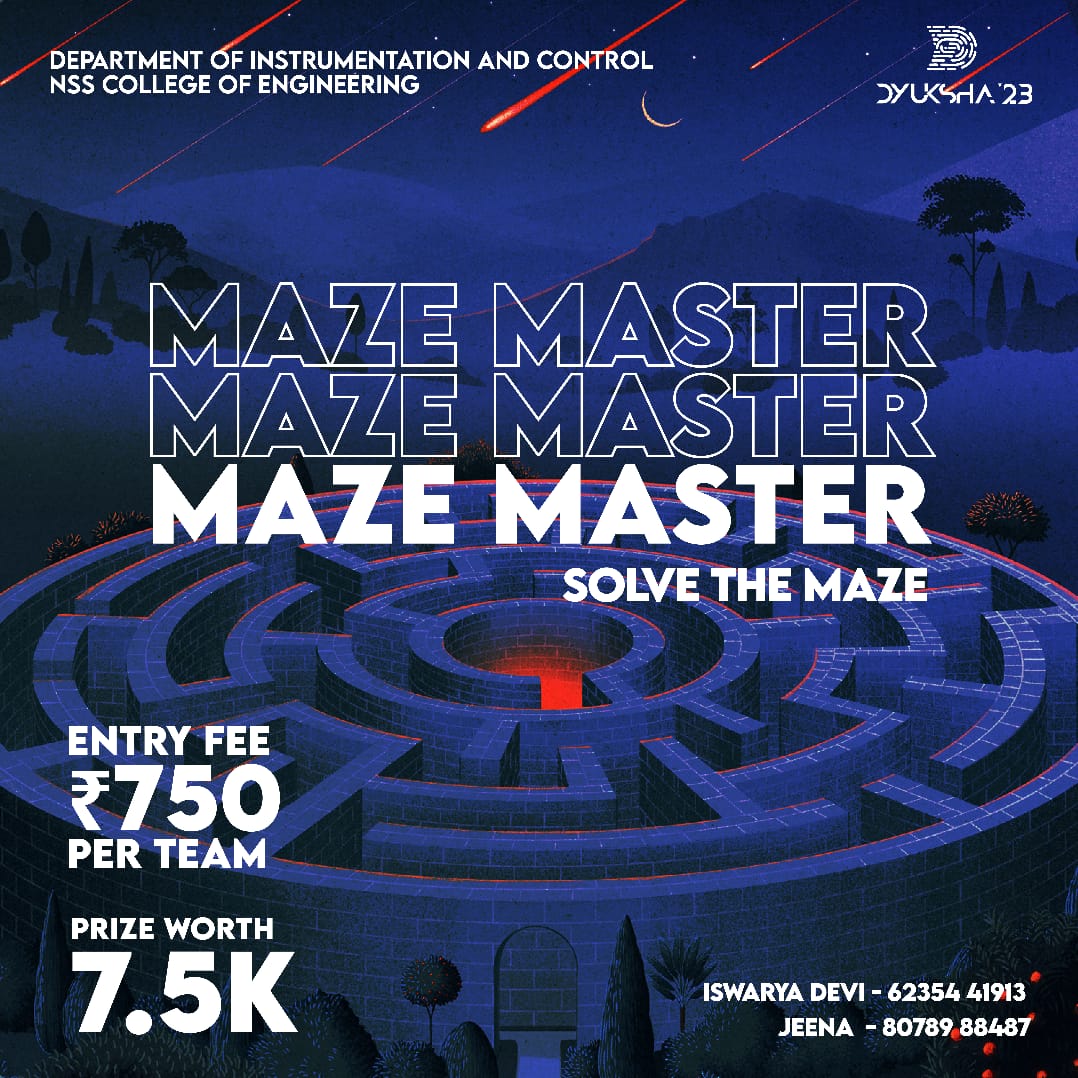 DEPARTMENT OF INSTRUMENTATION AND CONTROL
NSS COLLEGE OF ENGINEERING
DYUKSHA '23
MAZE MASTER
MAZE MASTER
MAZE MASTER
SOLVE THE MAZE
ENTRY FEE
₹750
PER TEAM
PRIZE WORTH
7.5K
ISWARYA DEVI - 62354 41913
JEENA - 80789 88487